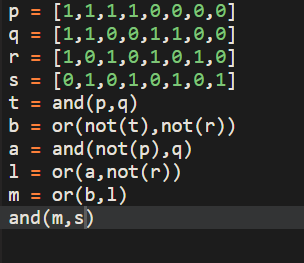 p = [1,1,1,1,0,0,0,0]
q = [1,1,0,0,1,1,0,0]
r = [1,0,1,0,1,0,1,0]
s = [0,1,0,1,0,1,0,1]
t = and(p,q)
b = or(not(t),not(r))
a = and(not(p),q)
l = or(a,not(r))
m = or(b,l)
and(m,s)